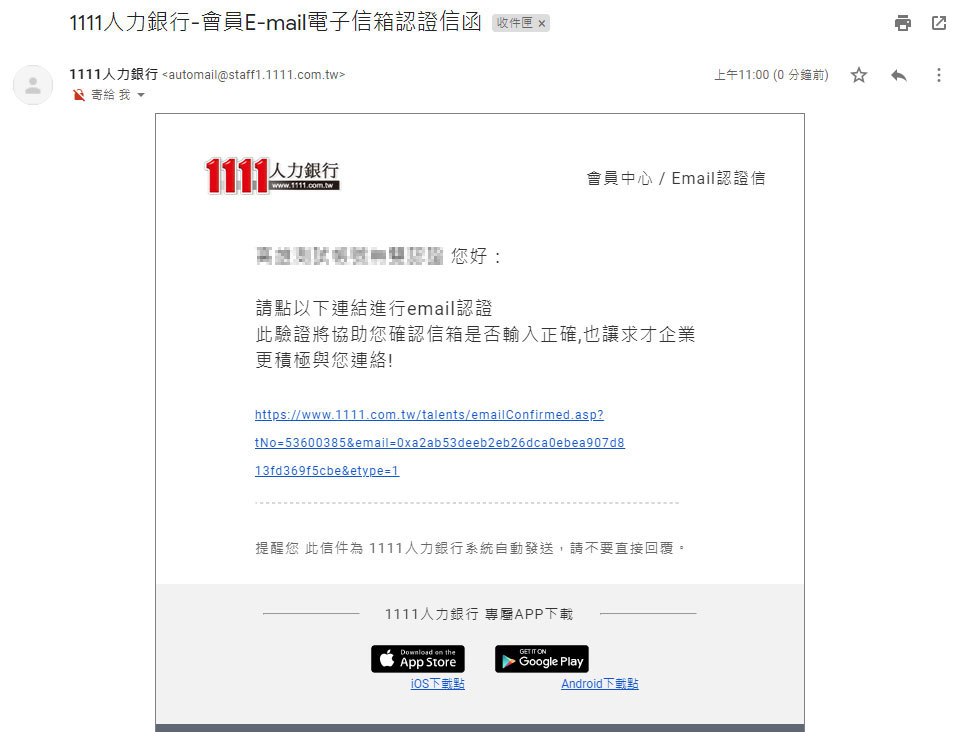 1111人力銀行-會員E-mail電子信箱認證信函 收件匣 ×
1111人力銀行 <automail@staff1.1111.com.tw> 上午11:00 (0 分鐘前)
寄給 我
1111人力銀行
www.1111.com.tw
會員中心 / Email認證信
您好：
請點以下連結進行email認證
此驗證將協助您確認信箱是否輸入正確,也讓求才企業
更積極與您連絡!
https://www.1111.com.tw/talents/emailConfirmed.asp?
tNo=53600385&email=0xa2ab53deeb2eb26dca0ebea907d8
13fd369f5cbe&etype=1
提醒您 此信件為 1111人力銀行系統自動發送，請不要直接回覆。
1111人力銀行 專屬APP下載
Download on the
App Store
GET IT ON
Google Play
iOS下載點 Android下載點